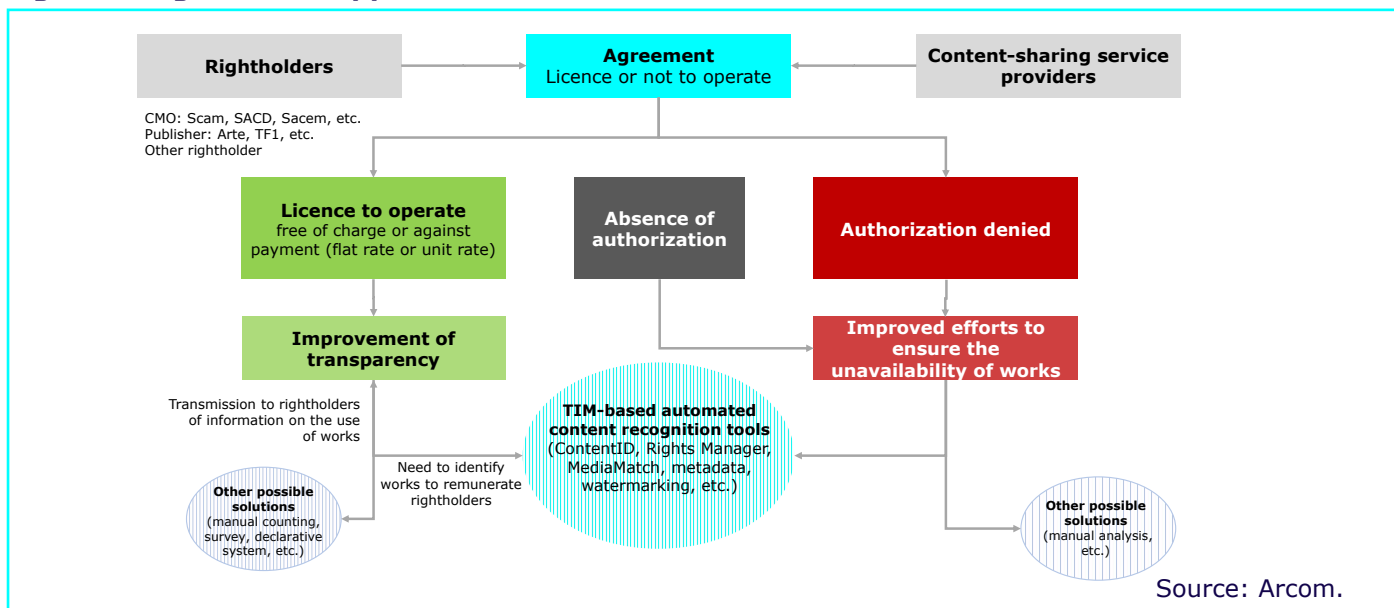 Rightholders
Agreement
Licence or not to operate
Content-sharing service
providers
CMO: Scam, SACD, Sacem, etc.
Publisher: Arte, TF1, etc.
Other rightholder
Licence to operate
free of charge or against
payment (flat rate or unit rate)
Absence of
authorization
Authorization denied
Improvement of
transparency
Improved efforts to
ensure the
unavailability of works
Transmission to rightholders
of information on the use
of works
TIM-based automated
content recognition tools
(ContentID, Rights Manager,
MediaMatch, metadata,
watermarking, etc.)
Need to identify
works to remunerate
rightholders
Other possible
solutions
(manual counting,
survey, declarative
system, etc.)
Other possible
solutions
(manual analysis,
etc.)
Source: Arcom.